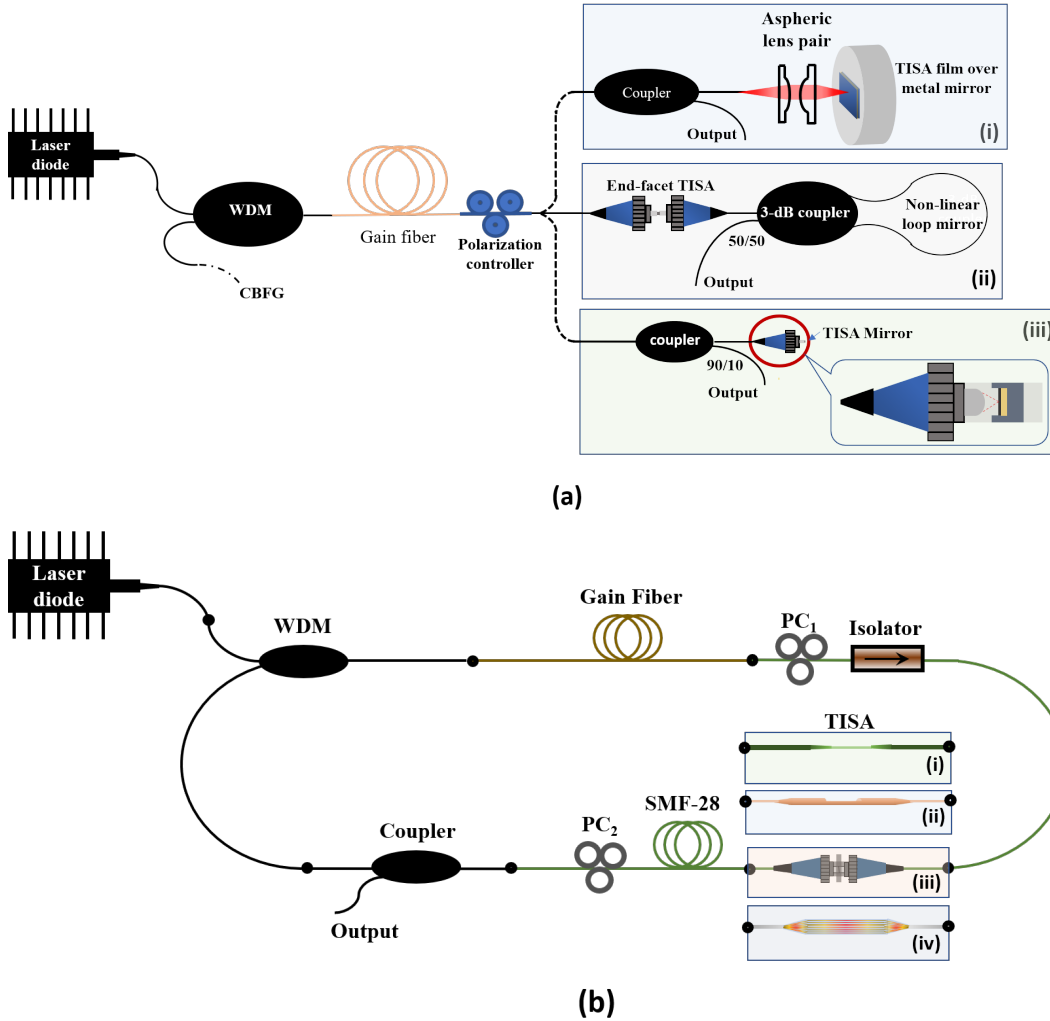 Laser
diode
WDM
CBFG
Gain fiber
Polarization
controller
Aspheric
lens pair
Coupler
Output
TISA film over
metal mirror
(i)
End-facet TISA
3-dB coupler
50/50
Output
Non-linear
loop mirror
(ii)
coupler
90/10
Output
TISA Mirror
(iii)
(a)
Laser
diode
WDM
Gain Fiber
PC1
Isolator
TISA
(i)
(ii)
(iii)
(iv)
SMF-28
PC2
Coupler
Output
(b)